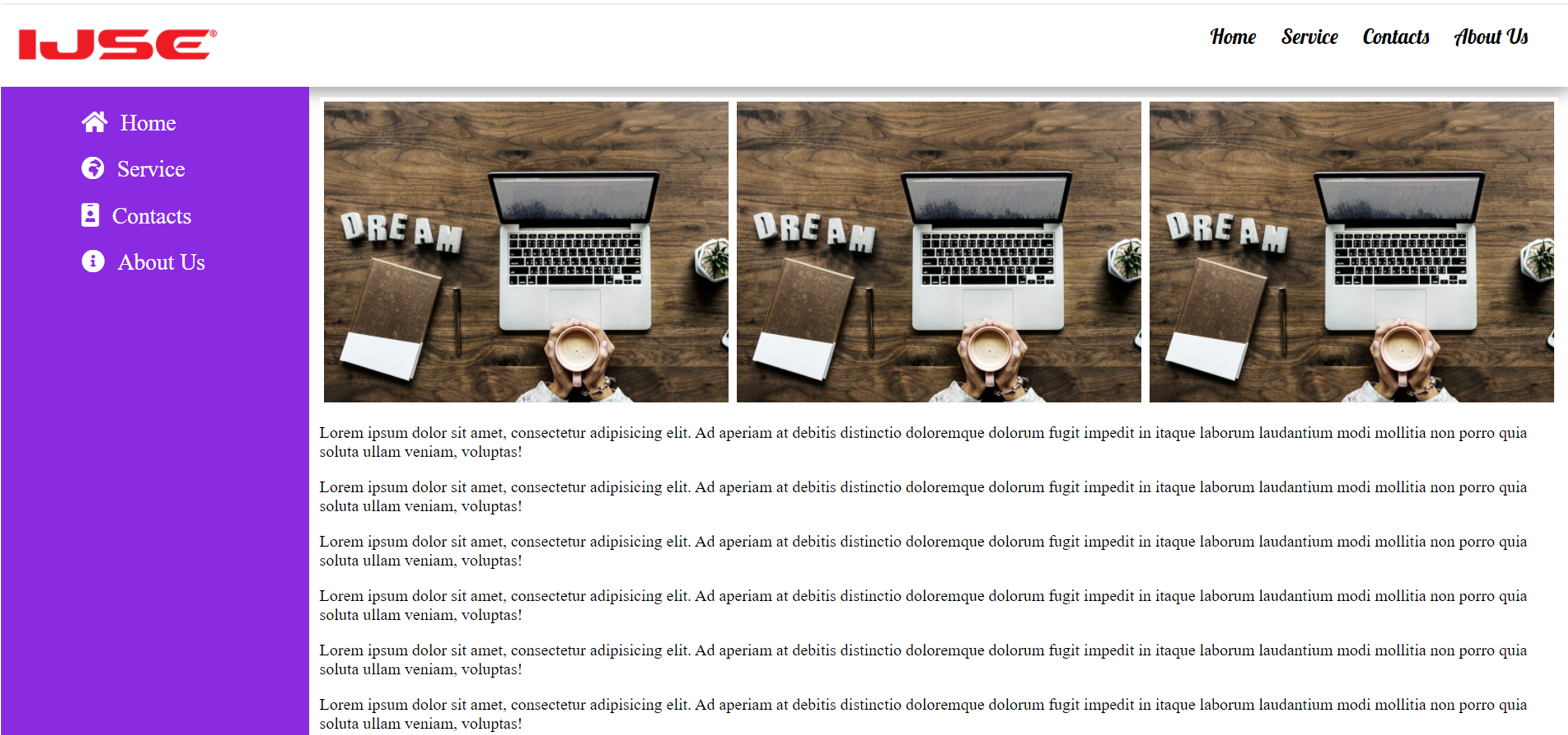 IJSE®
Home Service Contacts About Us
Home
Service
Contacts
About Us
DREAM
DREAM
DREAM
Lorem ipsum dolor sit amet, consectetur adipisicing elit. Ad aperiam at debitis distinctio doloremque dolorum fugit impedit in itaque laborum laudantium modi mollitia non porro quia
soluta ullam veniam, voluptas!
Lorem ipsum dolor sit amet, consectetur adipisicing elit. Ad aperiam at debitis distinctio doloremque dolorum fugit impedit in itaque laborum laudantium modi mollitia non porro quia
soluta ullam veniam, voluptas!
Lorem ipsum dolor sit amet, consectetur adipisicing elit. Ad aperiam at debitis distinctio doloremque dolorum fugit impedit in itaque laborum laudantium modi mollitia non porro quia
soluta ullam veniam, voluptas!
Lorem ipsum dolor sit amet, consectetur adipisicing elit. Ad aperiam at debitis distinctio doloremque dolorum fugit impedit in itaque laborum laudantium modi mollitia non porro quia
soluta ullam veniam, voluptas!
Lorem ipsum dolor sit amet, consectetur adipisicing elit. Ad aperiam at debitis distinctio doloremque dolorum fugit impedit in itaque laborum laudantium modi mollitia non porro quia
soluta ullam veniam, voluptas!
Lorem ipsum dolor sit amet, consectetur adipisicing elit. Ad aperiam at debitis distinctio doloremque dolorum fugit impedit in itaque laborum laudantium modi mollitia non porro quia
soluta ullam veniam, voluptas!